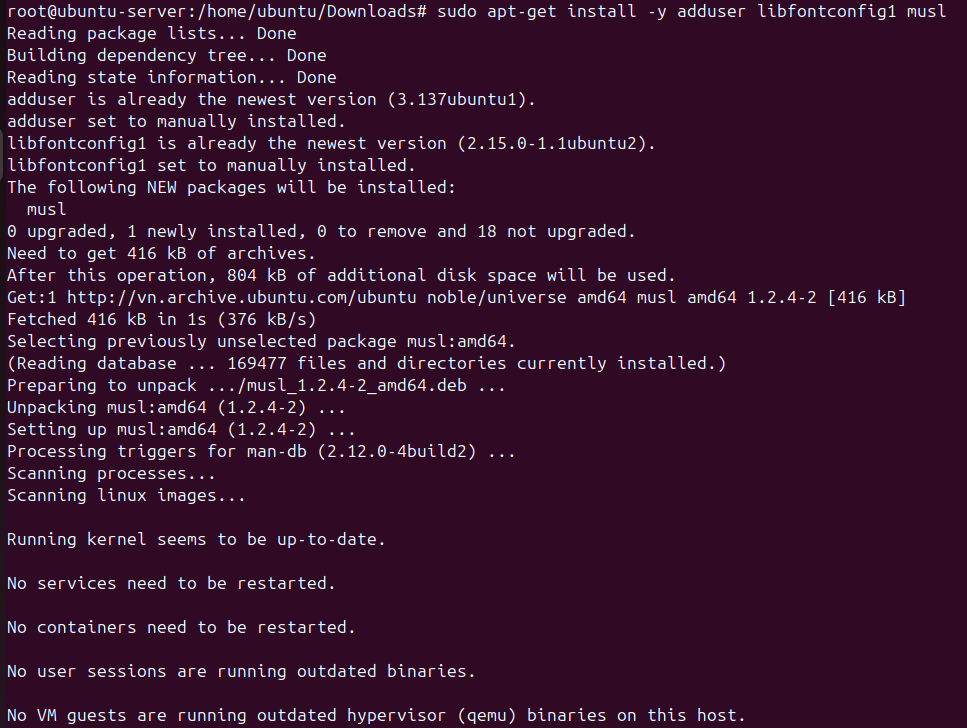 root@ubuntu-server:/home/ubuntu/Downloads# sudo apt-get install -y adduser libfontconfig1 musl
Reading package lists... Done
Building dependency tree... Done
Reading state information... Done
adduser is already the newest version (3.137ubuntu1).
adduser set to manually installed.
libfontconfig1 is already the newest version (2.15.0-1.1ubuntu2).
libfontconfig1 set to manually installed.
The following NEW packages will be installed:
  musl
0 upgraded, 1 newly installed, 0 to remove and 18 not upgraded.
Need to get 416 kB of archives.
After this operation, 804 kB of additional disk space will be used.
Get:1 http://vn.archive.ubuntu.com/ubuntu noble/universe amd64 musl amd64 1.2.4-2 [416 kB]
Fetched 416 kB in 1s (376 kB/s)
Selecting previously unselected package musl:amd64.
(Reading database ... 169477 files and directories currently installed.)
Preparing to unpack .../musl_1.2.4-2_amd64.deb ...
Unpacking musl:amd64 (1.2.4-2) ...
Setting up musl:amd64 (1.2.4-2) ...
Processing triggers for man-db (2.12.0-4build2) ...
Scanning processes...
Scanning linux images...

Running kernel seems to be up-to-date.

No services need to be restarted.

No containers need to be restarted.

No user sessions are running outdated binaries.

No VM guests are running outdated hypervisor (qemu) binaries on this host.